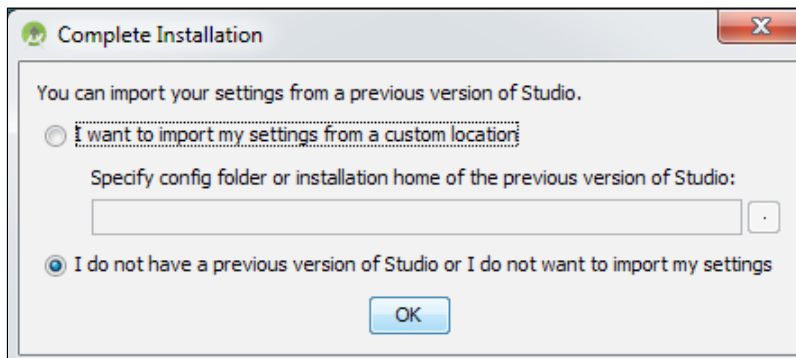 Complete Installation
You can import your settings from a previous version of Studio.
I want to import my settings from a custom location
Specify config folder or installation home of the previous version of Studio:
.
I do not have a previous version of Studio or I do not want to import my settings
OK